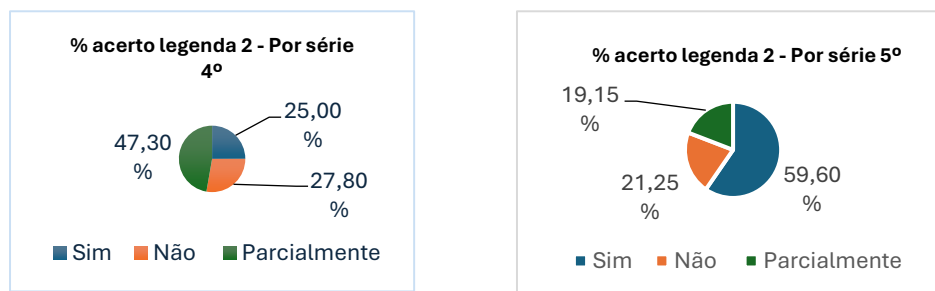 % acerto legenda 2 - Por série
4º
25,00
%
47,30
%
27,80
%
Sim Não Parcialmente
% acerto legenda 2 - Por série 5º
19,15
%
59,60
%
21,25
%
Sim Não Parcialmente